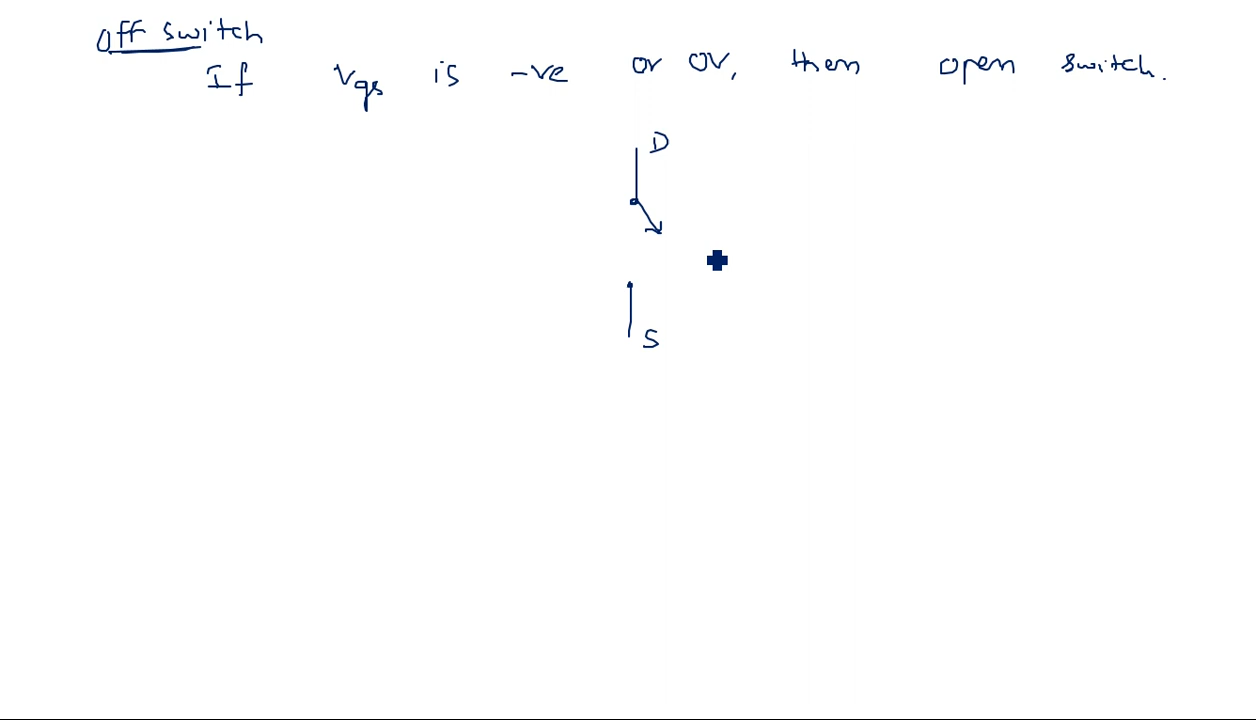 Off switch
If Vgs is -ve or 0V, then open switch.
D
S